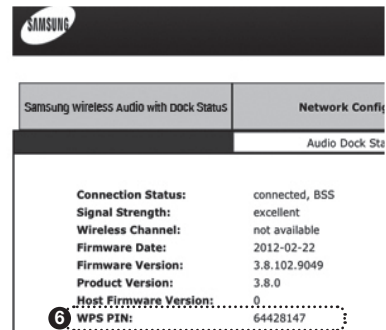 SAMSUNG
Samsung Wireless Audio with Dock Status Network Config
Audio Dock Sta
Connection Status: connected, BSS
Signal Strength: excellent
Wireless Channel: not available
Firmware Date: 2012-02-22
Firmware Version: 3.8.102.9049
Product Version: 3.8.0
Host Firmware Version: 0
6 WPS PIN: 64428147